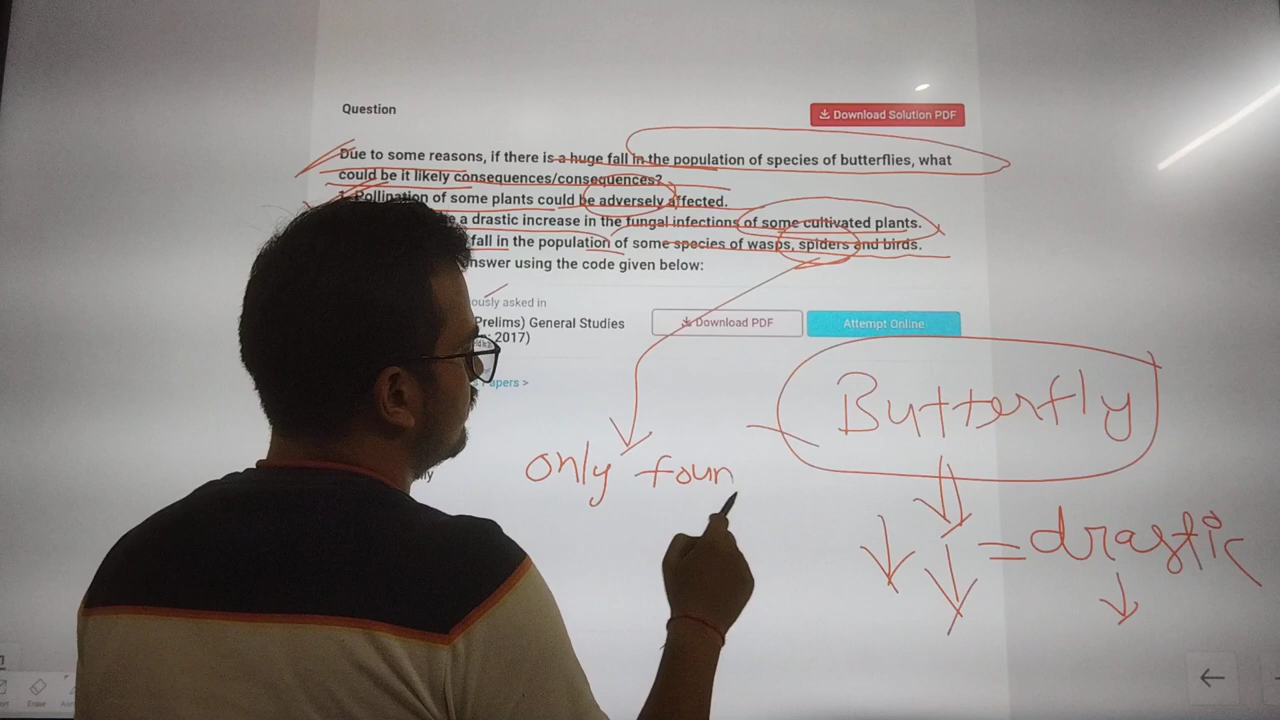 Question
Download Solution PDF
Due to some reasons, if there is a huge fall in the population of species of butterflies, what
could be it likely consequences/consequences?
1. Pollination of some plants could be adversely affected.
a drastic increase in the fungal infections of some cultivated plants.
fall in the population of some species of wasps, spiders and birds.
answer using the code given below:
ously asked in
Prelims) General Studies
2017)
Download PDF
Attempt Online
Papers >
Butterfly
only foun
= drastic
Erase